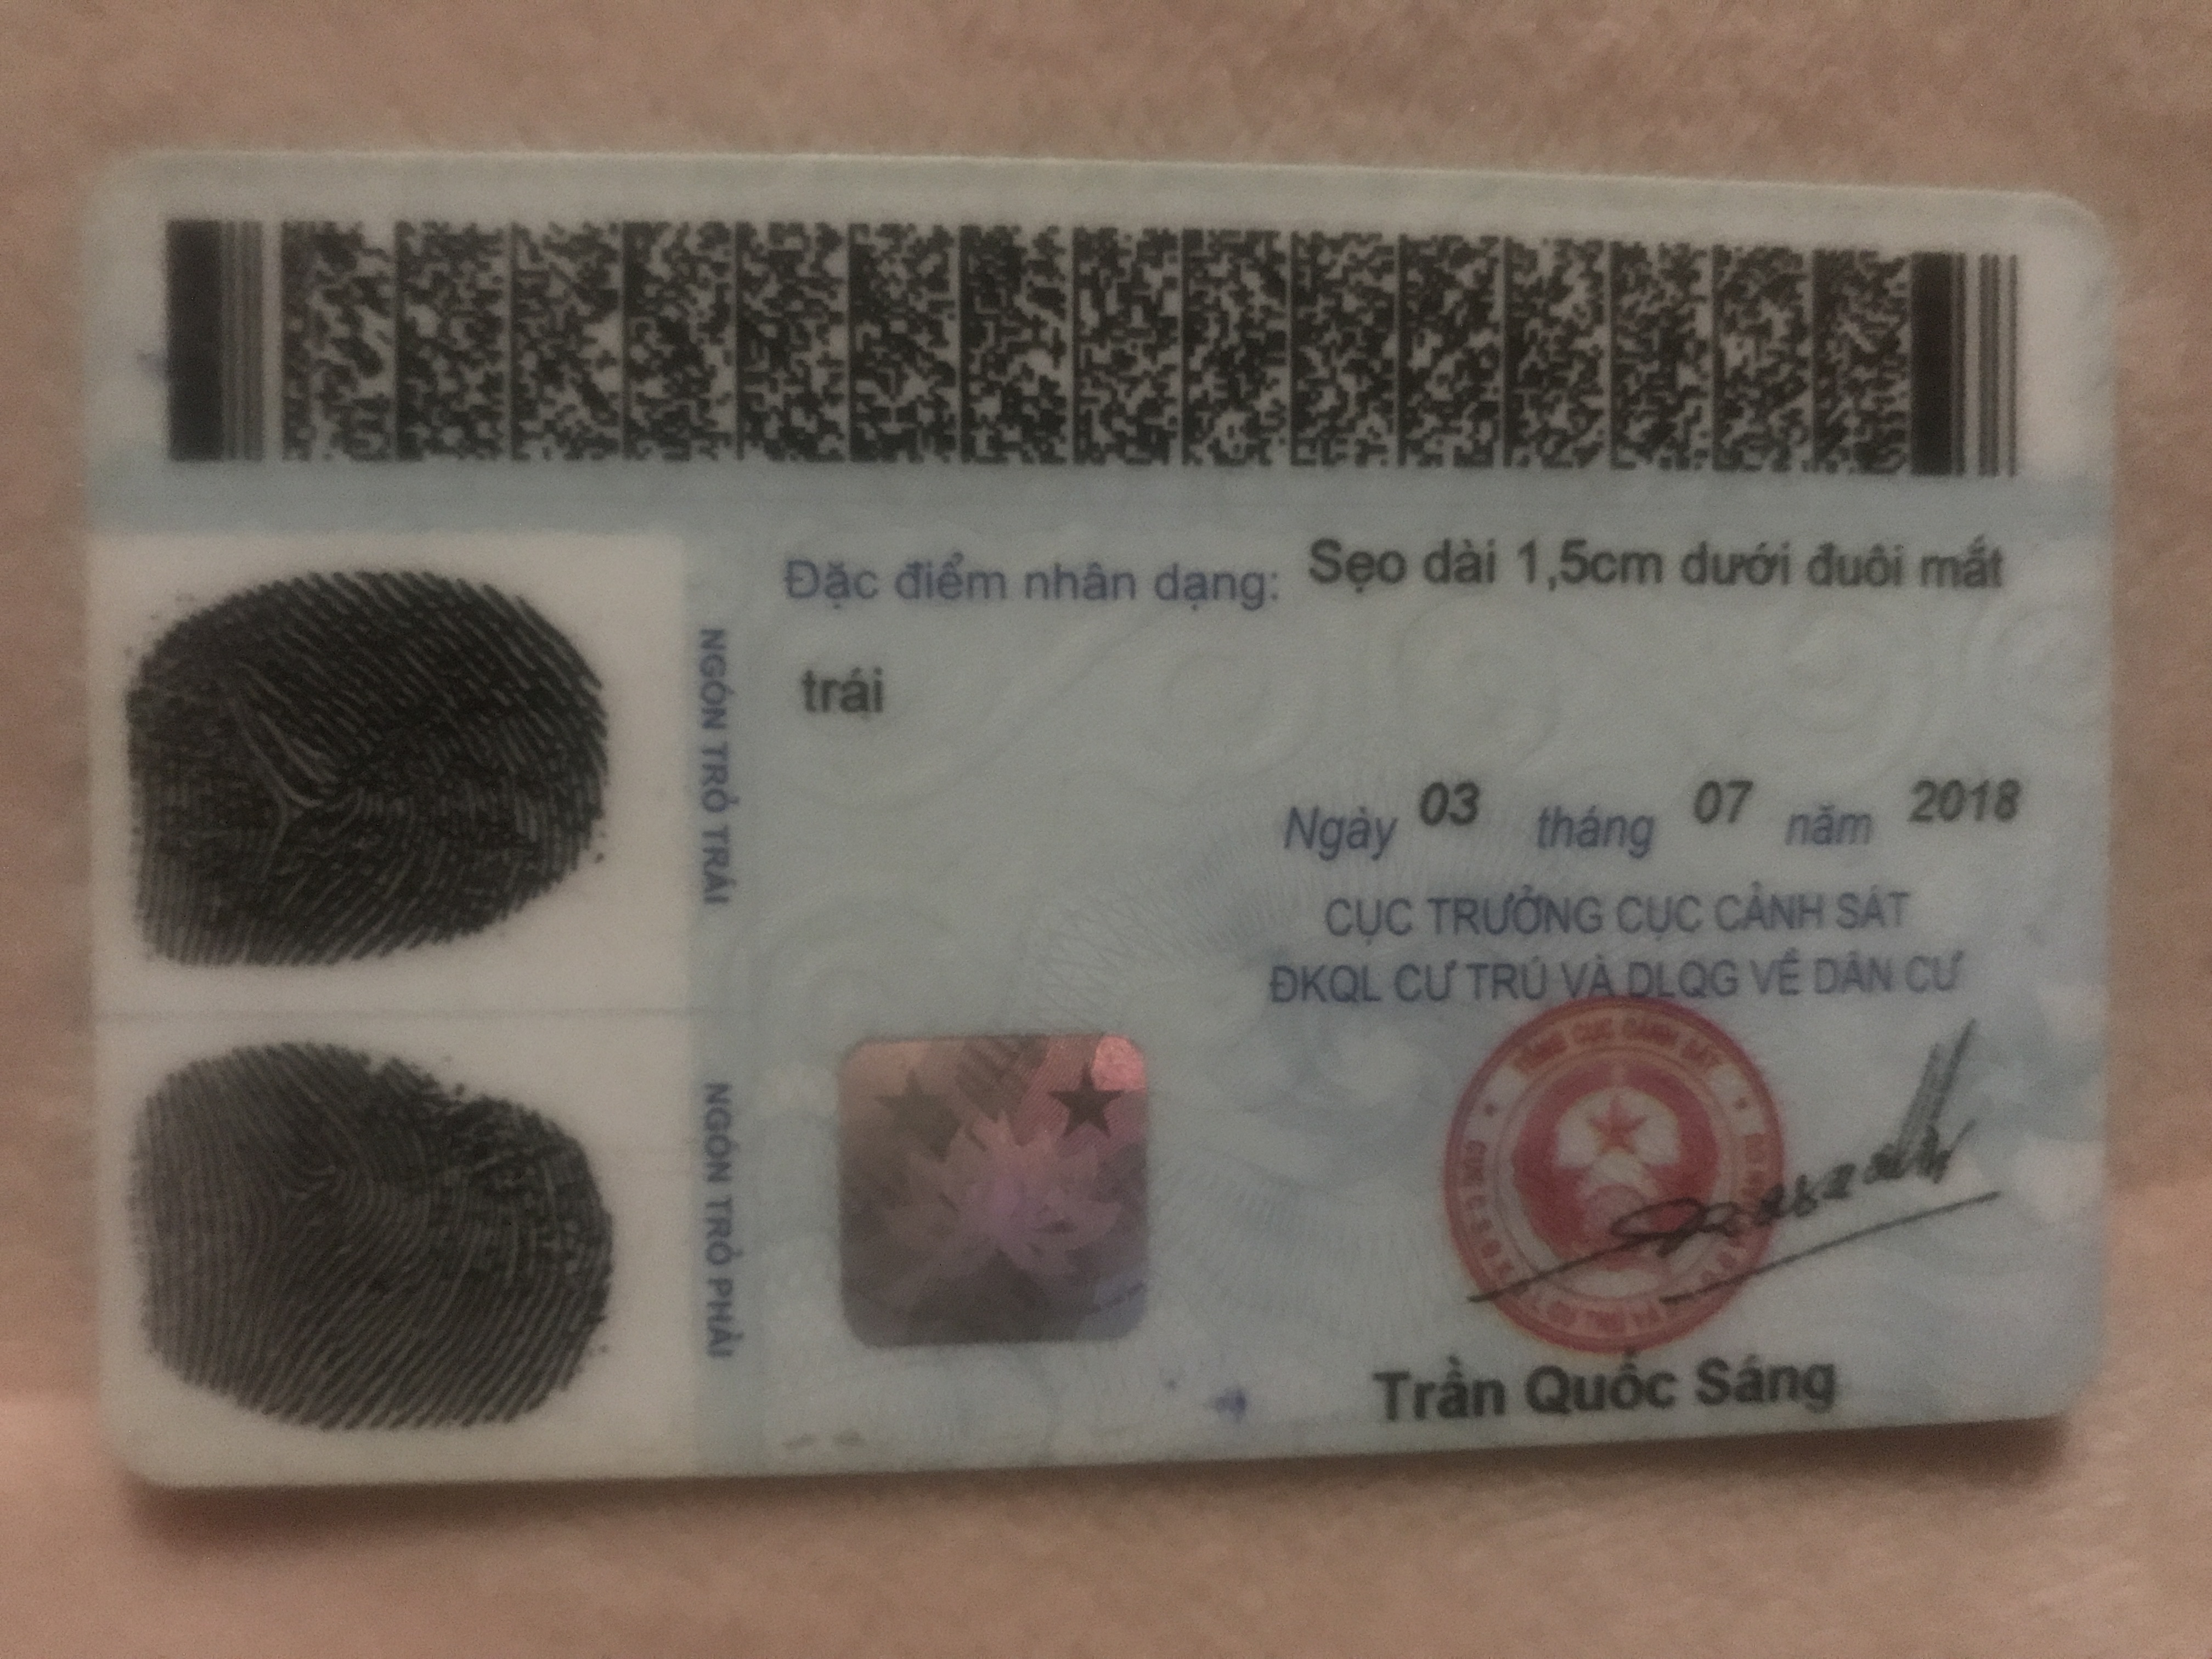 Đặc điểm nhân dạng: Sẹo dài 1,5cm dưới đuôi mắt
trái
NGÓN TRỎ TRÁI
NGÓN TRỎ PHẢI
Ngày 03 tháng 07 năm 2018
CỤC TRƯỞNG CỤC CẢNH SÁT
ĐKQL CƯ TRÚ VÀ DLQG VỀ DÂN CƯ
Trần Quốc Sáng